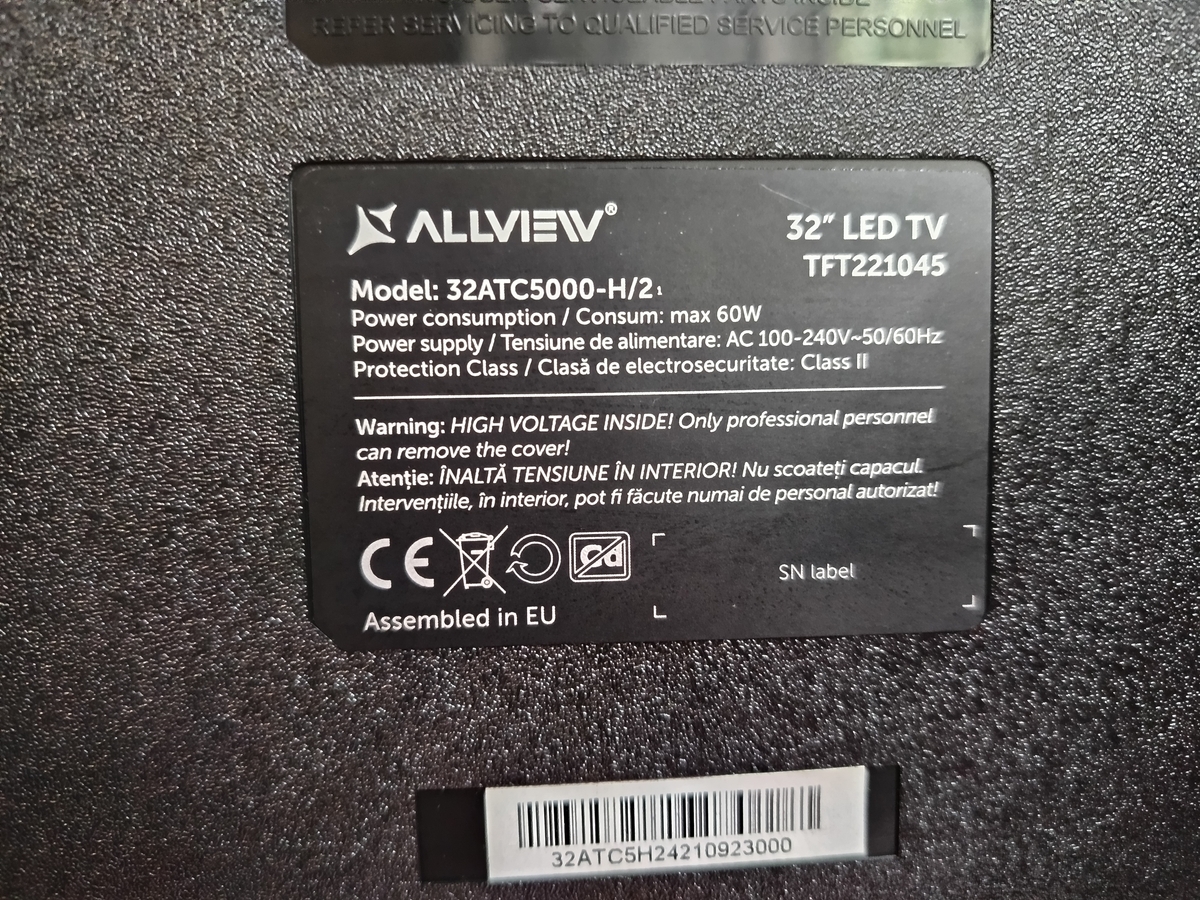 REFER SERVICING TO QUALIFIED SERVICE PERSONNEL
ALLVIEW®
32" LED TV
TFT221045
Model: 32ATC5000-H/2 1
Power consumption / Consum: max 60W
Power supply / Tensiune de alimentare: AC 100-240V~50/60Hz
Protection Class / Clasă de electrosecuritate: Class II
Warning: HIGH VOLTAGE INSIDE! Only professional personnel
can remove the cover!
Atenție: ÎNALTĂ TENSIUNE ÎN INTERIOR! Nu scoateți capacul.
Intervențiile, în interior, pot fi făcute numai de personal autorizat!
CE
Cd
SN label
Assembled in EU
32ATC5H24210923000